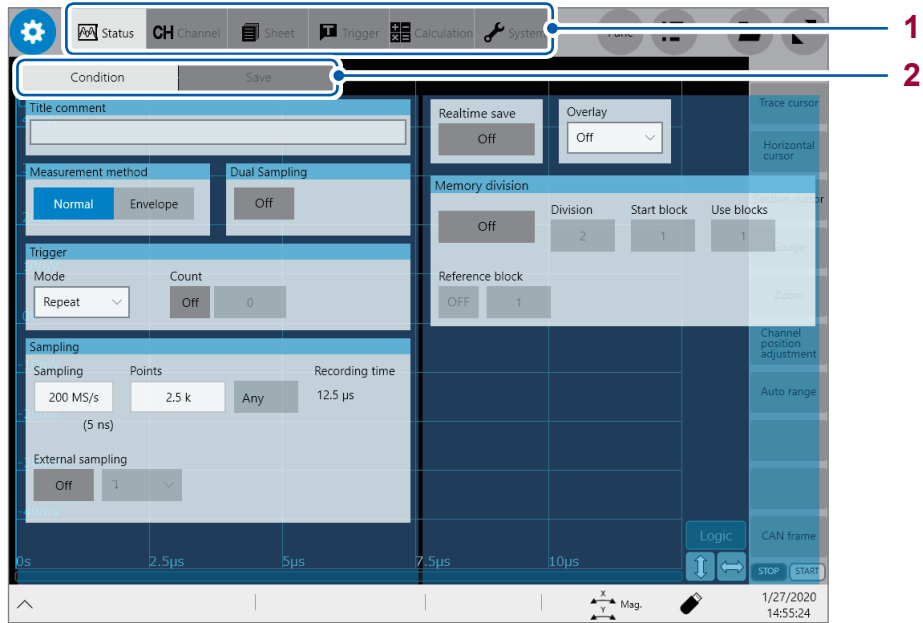 Status CH Channel Sheet Trigger Calculation System Func 1
Condition Save 2
Title comment
Realtime save Overlay
Off Off
Trace cursor
Horizontal
cursor
Measurement method Dual Sampling
Normal Envelope Off
Memory division
Off
Division Start block Use blocks
2 1 1
Section cursor
Gauge
Trigger
Mode Count
Repeat Off 0
Reference block
OFF 1
Zoom
Channel
position
adjustment
Sampling
Sampling Points Recording time
200 MS/s 2.5 k Any 12.5 µs
(5 ns)
Auto range
External sampling
Off
-40mV
0s 2.5µs 5µs 7.5µs 10µs
Logic
CAN frame
STOP START
X
Y
Mag.
1/27/2020
14:55:24